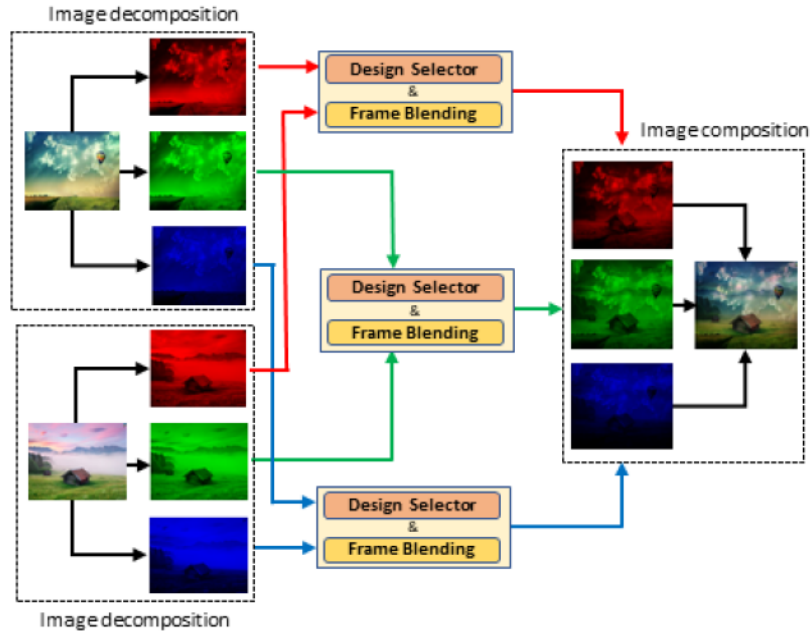 Image decomposition
Design Selector
&
Frame Blending
Image composition
Design Selector
&
Frame Blending
Design Selector
&
Frame Blending
Image decomposition